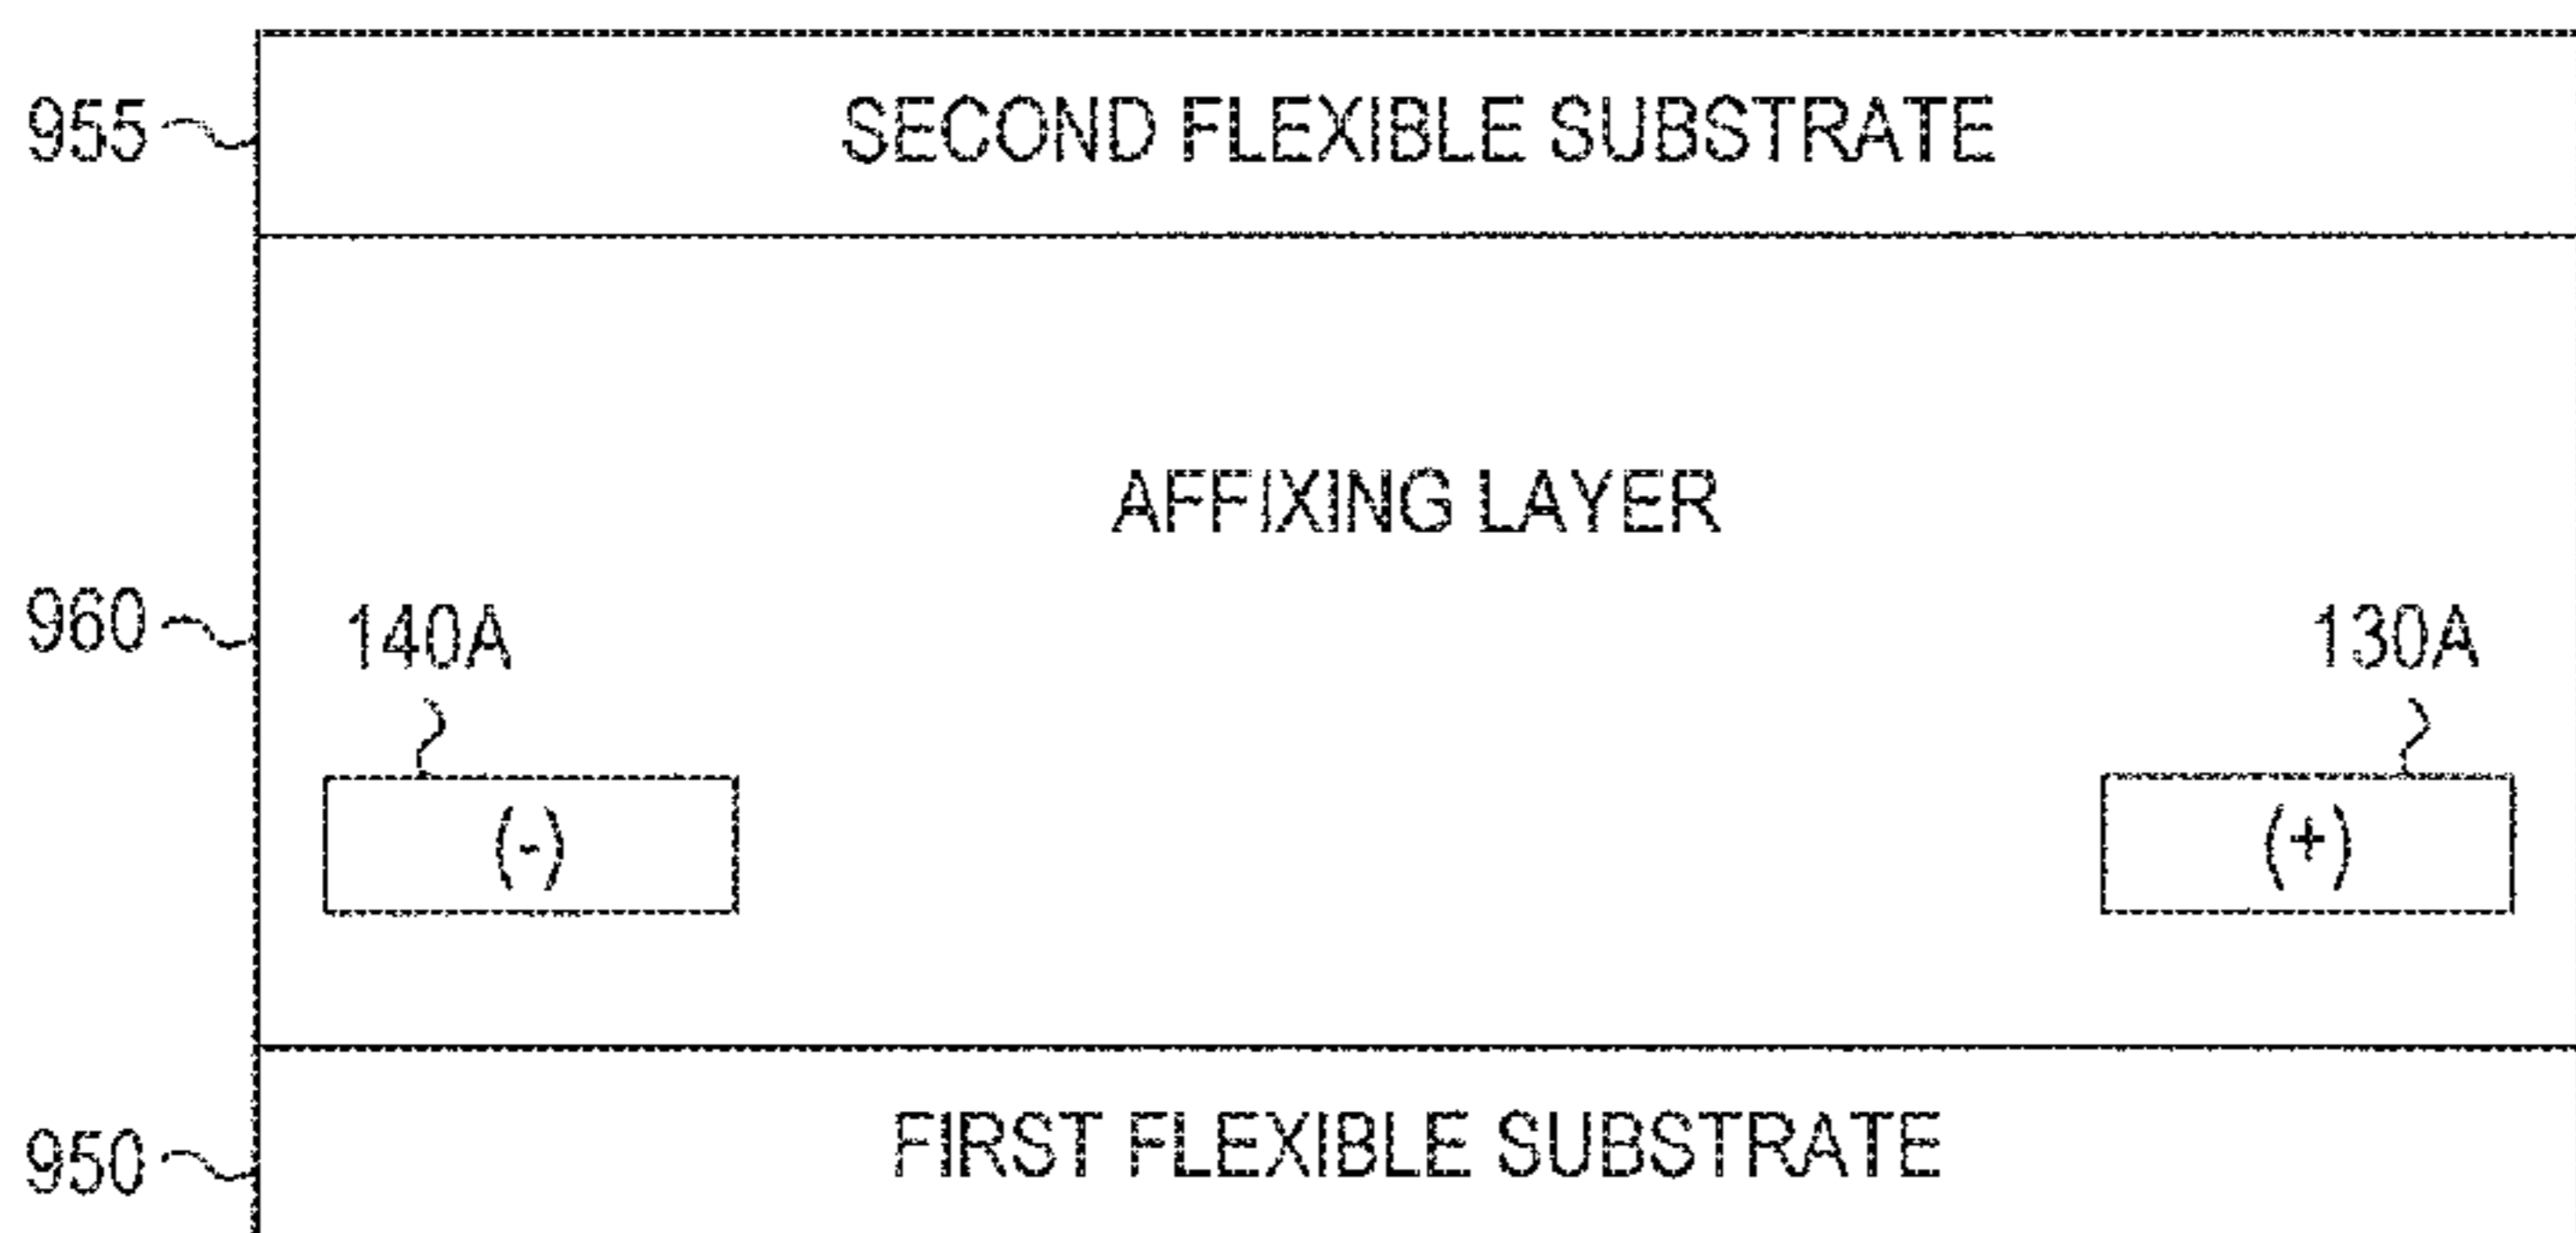 955
SECOND FLEXIBLE SUBSTRATE
AFFIXING LAYER
960
140A
130A
(-)
(+)
950
FIRST FLEXIBLE SUBSTRATE